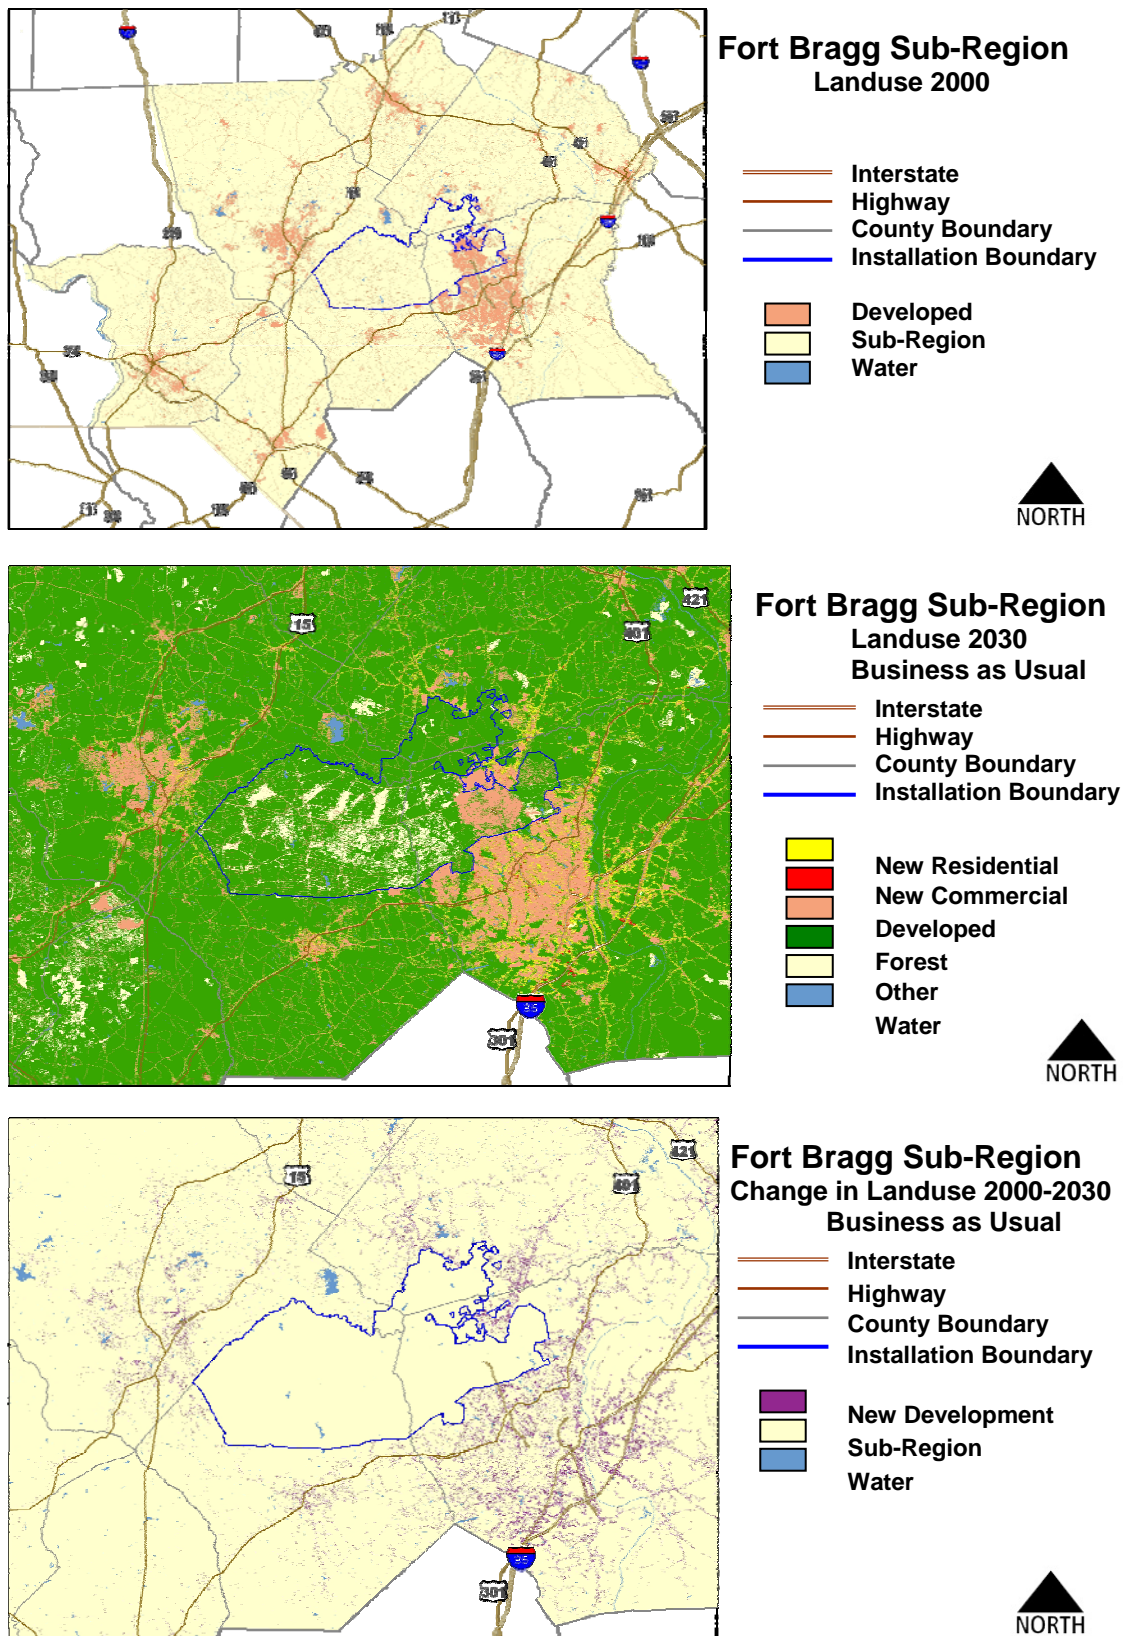 Fort Bragg Sub-Region
Landuse 2000
Interstate
Highway
County Boundary
Installation Boundary
Developed
Sub-Region
Water
NORTH
15
421
401
301
Fort Bragg Sub-Region
Landuse 2030
Business as Usual
Interstate
Highway
County Boundary
Installation Boundary
New Residential
New Commercial
Developed
Forest
Other
Water
NORTH
15
421
401
301
Fort Bragg Sub-Region
Change in Landuse 2000-2030
Business as Usual
Interstate
Highway
County Boundary
Installation Boundary
New Development
Sub-Region
Water
NORTH